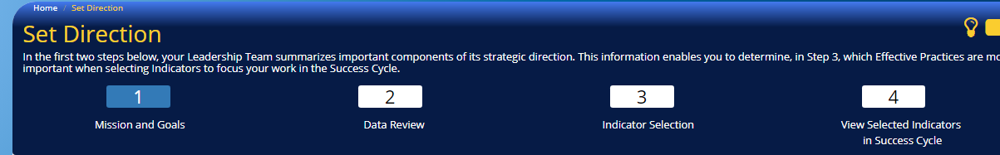 Home / Set Direction
Set Direction
In the first two steps below, your Leadership Team summarizes important components of its strategic direction. This information enables you to determine, in Step 3, which Effective Practices are
important when selecting Indicators to focus your work in the Success Cycle.
1 2 3 4
Mission and Goals Data Review Indicator Selection View Selected Indicators
in Success Cycle